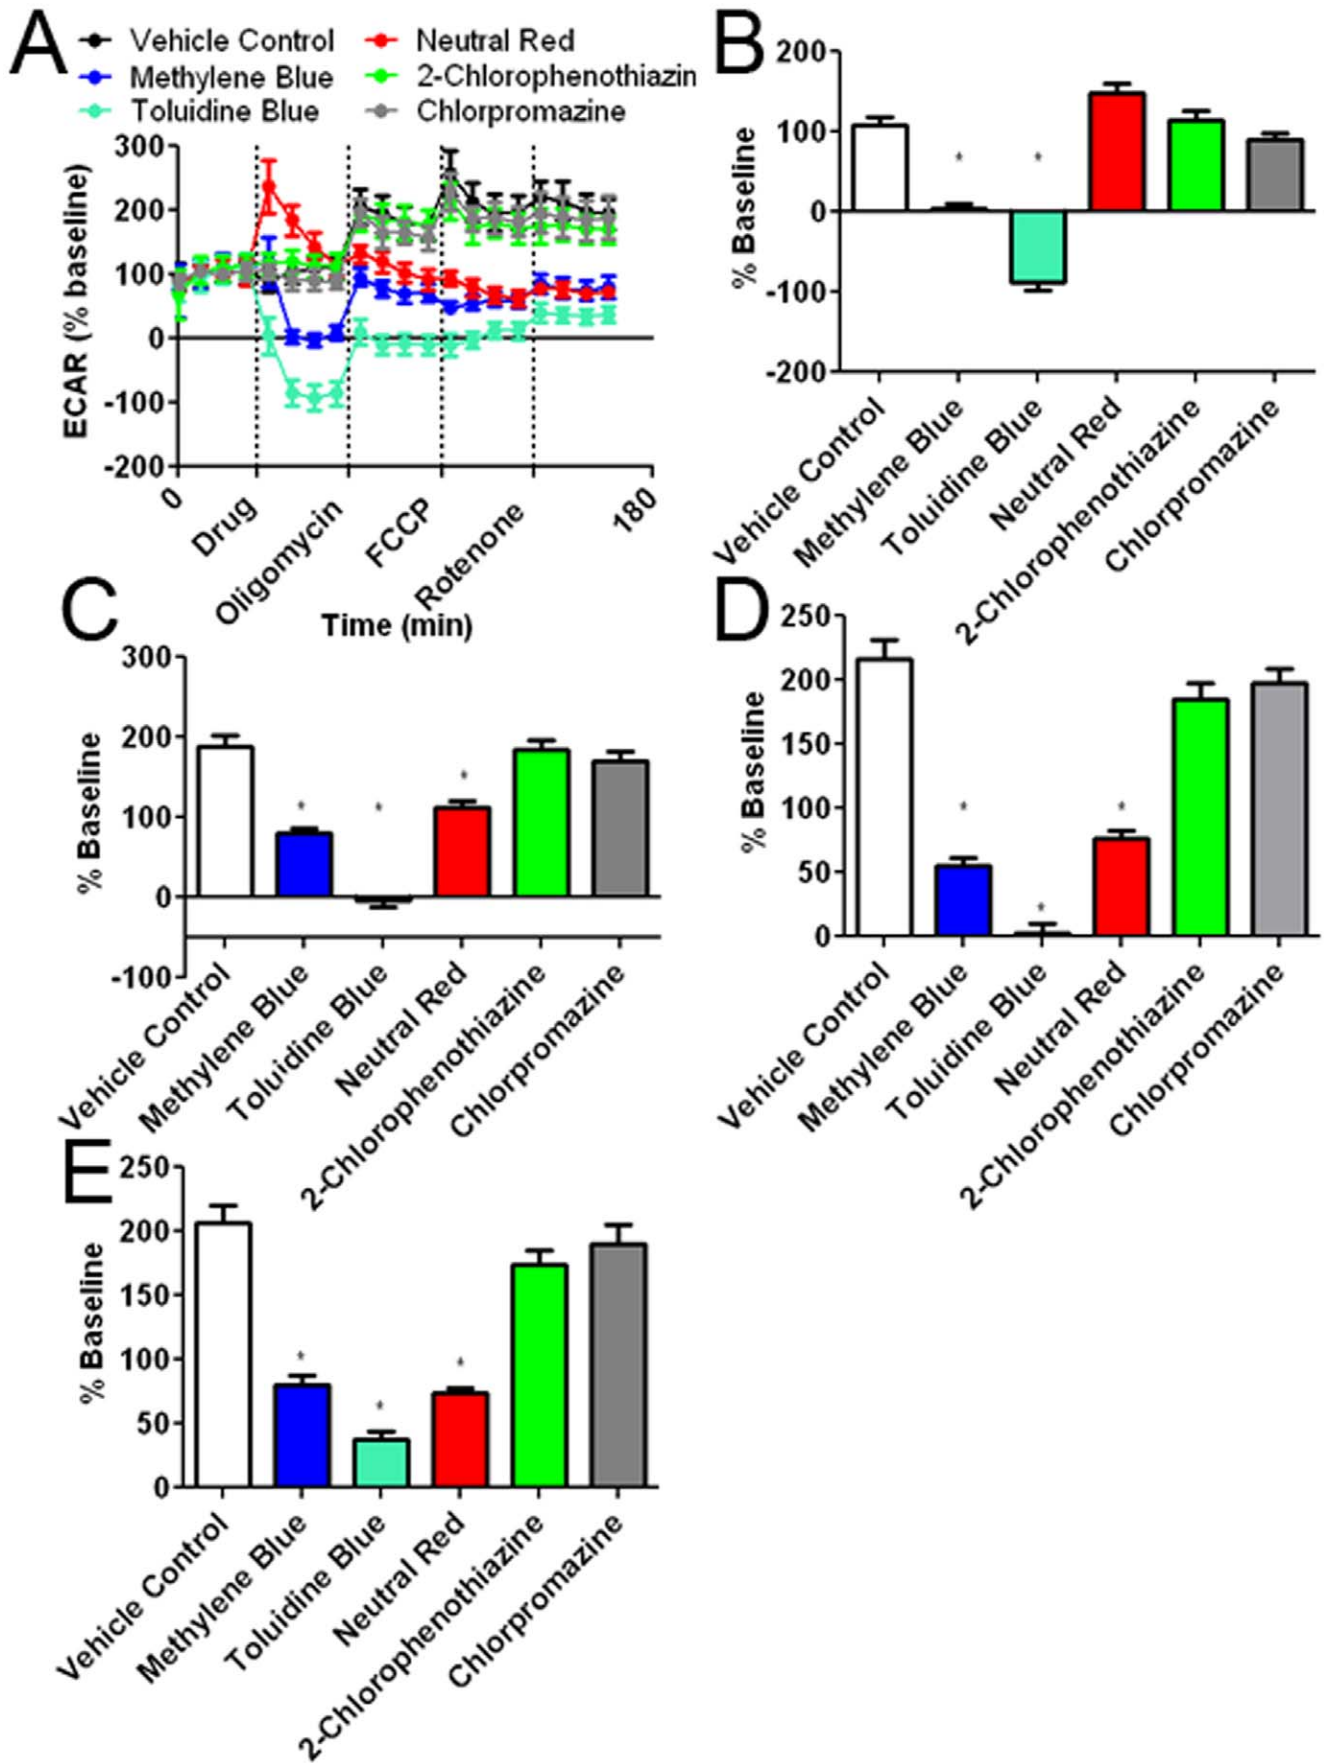 A
Vehicle Control
Neutral Red
Methylene Blue
2-Chlorophenothiazin
Toluidine Blue
Chlorpromazine
ECAR (% baseline)
300
200
100
0
-100
-200
0
Drug
Oligomycin
FCCP
Rotenone
180
Time (min)
B
% Baseline
200
100
0
-100
-200
*
*
Vehicle Control
Methylene Blue
Toluidine Blue
Neutral Red
2-Chlorophenothiazine
Chlorpromazine
C
% Baseline
300
200
100
0
-100
*
*
*
Vehicle Control
Methylene Blue
Toluidine Blue
Neutral Red
2-Chlorophenothiazine
Chlorpromazine
D
% Baseline
250
200
150
100
50
0
*
*
*
Vehicle Control
Methylene Blue
Toluidine Blue
Neutral Red
2-Chlorophenothiazine
Chlorpromazine
E
% Baseline
250
200
150
100
50
0
*
*
*
Vehicle Control
Methylene Blue
Toluidine Blue
Neutral Red
2-Chlorophenothiazine
Chlorpromazine